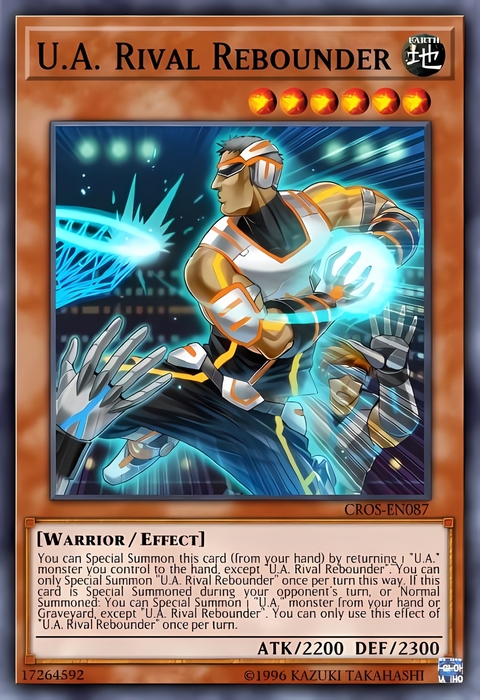 U.A. Rival Rebounder
EARTH
地
CROS-EN087
[Warrior / Effect]
You can Special Summon this card (from your hand) by returning 1 "U.A."
monster you control to the hand, except "U.A. Rival Rebounder". You can
only Special Summon "U.A. Rival Rebounder" once per turn this way. If this
card is Special Summoned during your opponent's turn, or Normal
Summoned: You can Special Summon 1 "U.A." monster from your hand or
Graveyard, except "U.A. Rival Rebounder". You can only use this effect of
"U.A. Rival Rebounder" once per turn.
ATK/2200 DEF/2300
17264592
©1996 KAZUKI TAKAHASHI